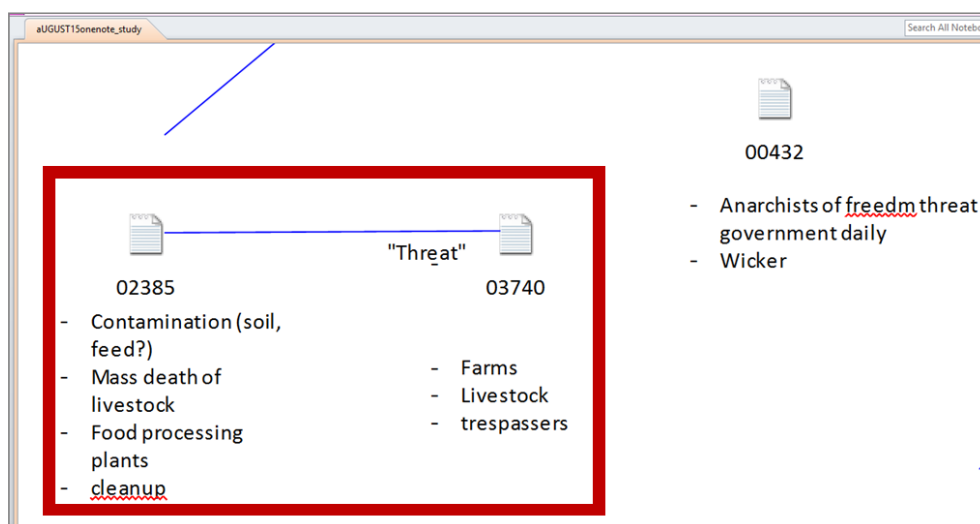 aUGUST15onenote_study
Search All Notebo
00432
- Anarchists of freedm threat
government daily
- Wicker
"Threat"
-
02385
03740
- Contamination (soil,
feed?)
- Mass death of
livestock
- Food processing
plants
- cleanup
- Farms
- Livestock
- trespassers